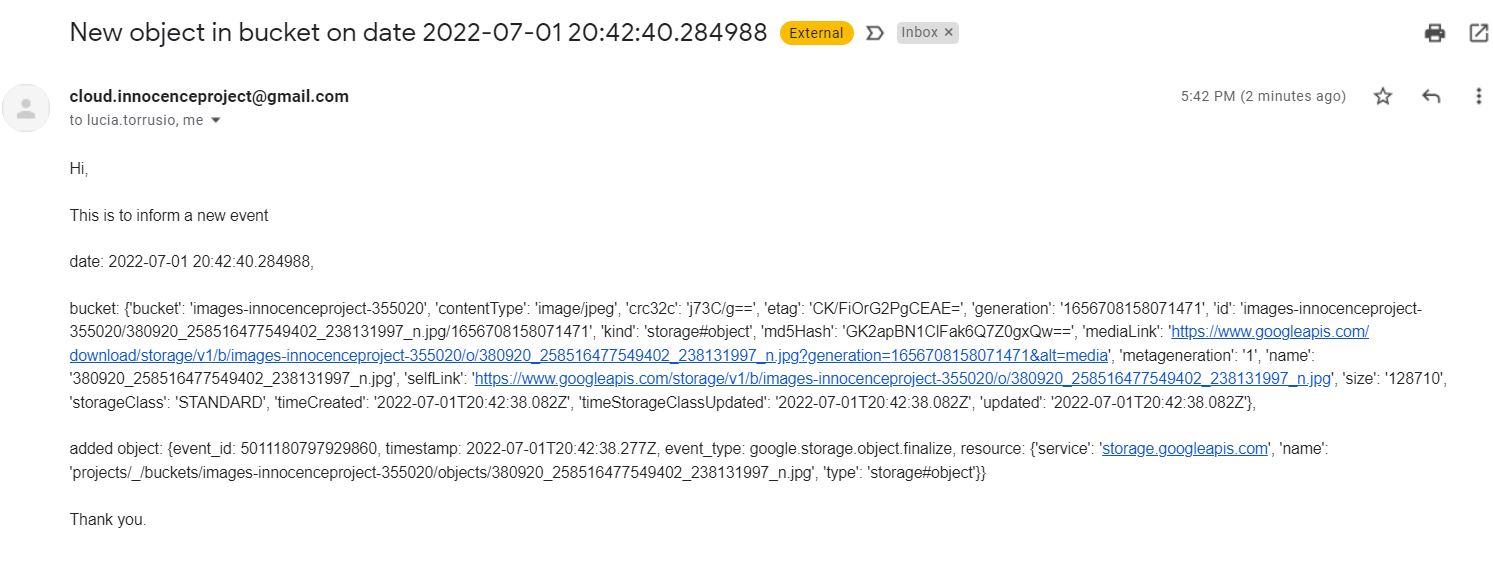 New object in bucket on date 2022-07-01 20:42:40.284988 External Inbox ×
cloud.innocenceproject@gmail.com 5:42 PM (2 minutes ago)
to lucia.torrusio, me
Hi,
This is to inform a new event
date: 2022-07-01 20:42:40.284988,
bucket: {'bucket': 'images-innocenceproject-355020', 'contentType': 'image/jpeg', 'crc32c': 'j73C/g==', 'etag': 'CK/FiOrG2PgCEAE=', 'generation': '1656708158071471', 'id': 'images-innocenceproject-
355020/380920_258516477549402_238131997_n.jpg/1656708158071471', 'kind': 'storage#object', 'md5Hash': 'GK2apBN1ClFak6Q7Z0gxQw==', 'mediaLink': 'https://www.googleapis.com/
download/storage/v1/b/images-innocenceproject-355020/o/380920_258516477549402_238131997_n.jpg?generation=1656708158071471&alt=media', 'metageneration': '1', 'name':
'380920_258516477549402_238131997_n.jpg', 'selfLink': 'https://www.googleapis.com/storage/v1/b/images-innocenceproject-355020/o/380920_258516477549402_238131997_n.jpg', 'size': '128710',
'storageClass': 'STANDARD', 'timeCreated': '2022-07-01T20:42:38.082Z', 'timeStorageClassUpdated': '2022-07-01T20:42:38.082Z', 'updated': '2022-07-01T20:42:38.082Z'},
added object: {event_id: 5011180797929860, timestamp: 2022-07-01T20:42:38.277Z, event_type: google.storage.object.finalize, resource: {'service': 'storage.googleapis.com', 'name':
'projects/_/buckets/images-innocenceproject-355020/objects/380920_258516477549402_238131997_n.jpg', 'type': 'storage#object'}}
Thank you.